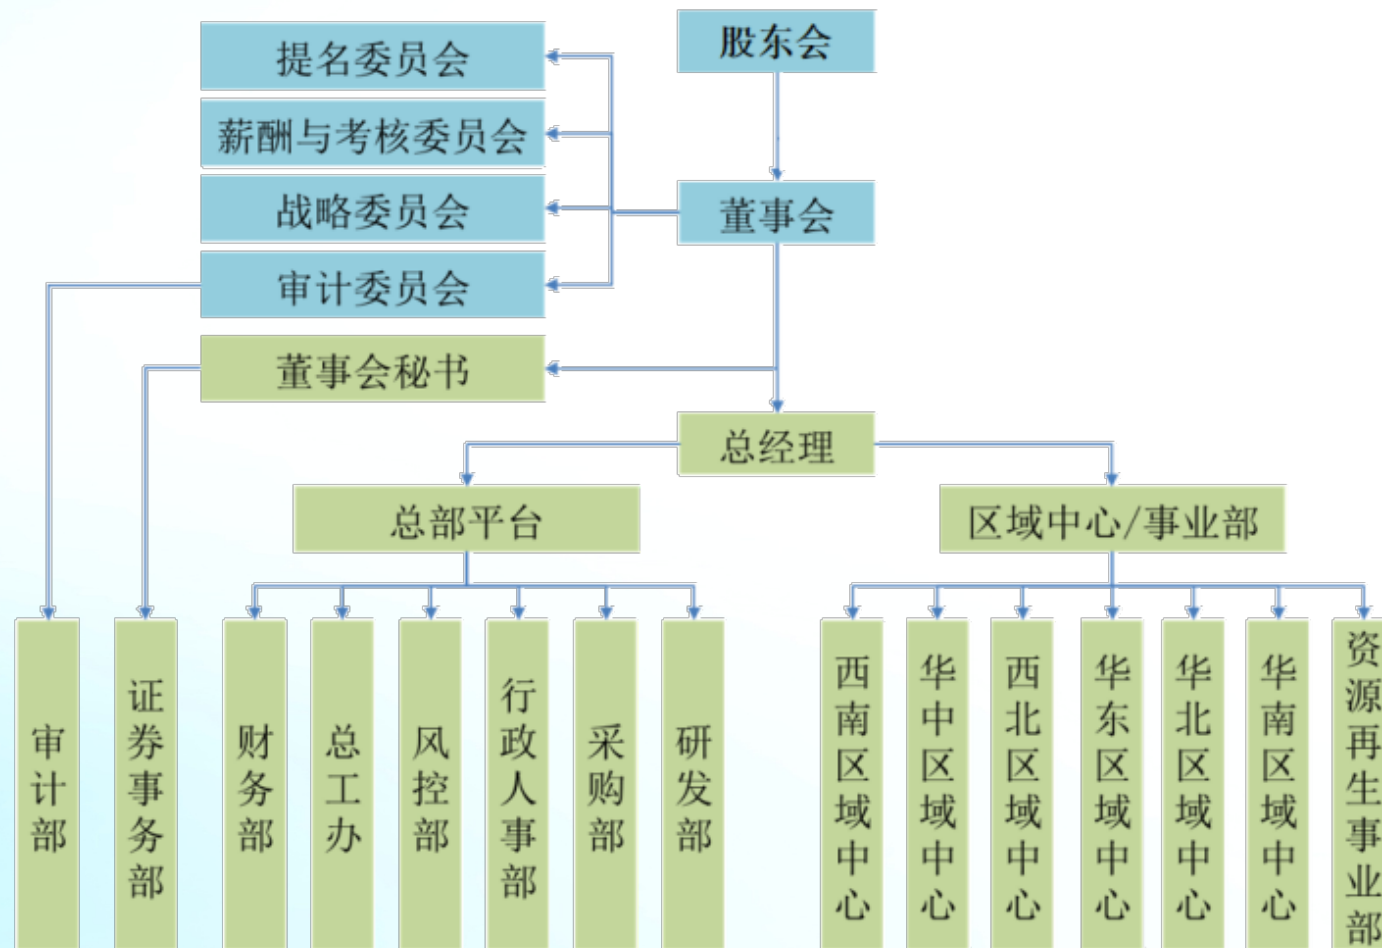 股东会
提名委员会
薪酬与考核委员会
战略委员会
董事会
审计委员会
董事会秘书
总经理
总部平台
区域中心/事业部
审计部
证券事务部
财务部
总工办
风控部
行政人事部
采购部
研发部
西南区域中心
华中区域中心
西北区域中心
华东区域中心
华北区域中心
华南区域中心
资源再生事业部